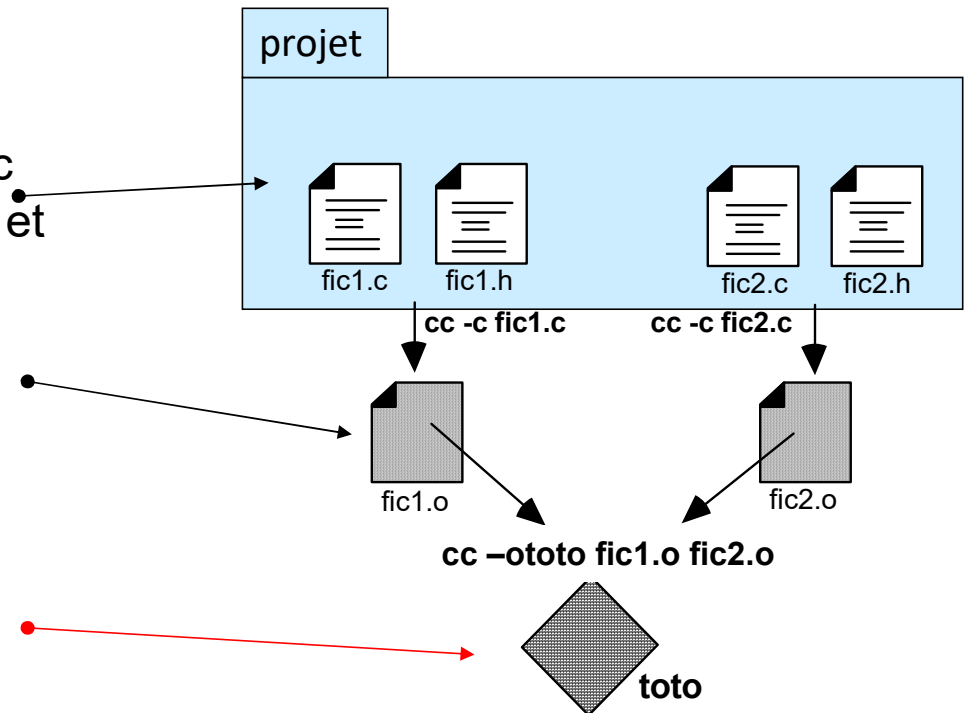 projet
c
et
fic1.c
fic1.h
fic2.c
fic2.h
cc -c fic1.c
cc -c fic2.c
fic1.o
fic2.o
cc –ototo fic1.o fic2.o
toto